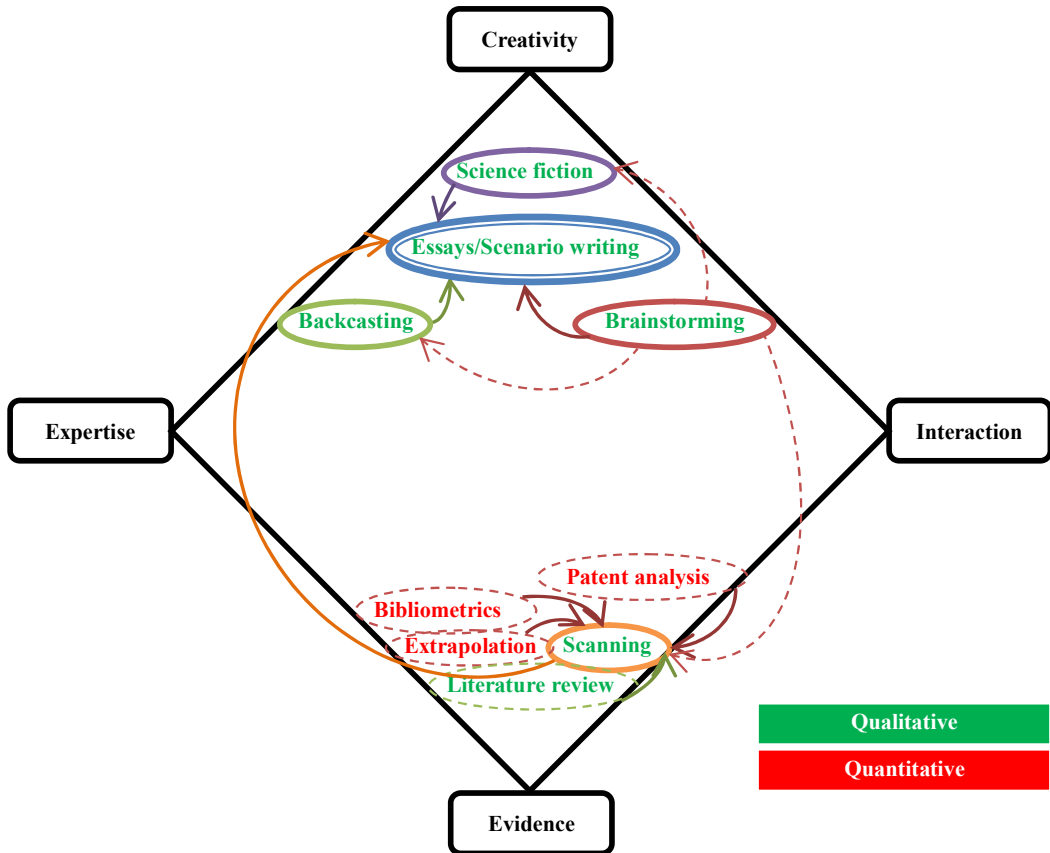 Creativity
Science fiction
Essays/Scenario writing
Backcasting
Brainstorming
Expertise
Interaction
Patent analysis
Bibliometrics
Extrapolation
Scanning
Literature review
Qualitative
Quantitative
Evidence